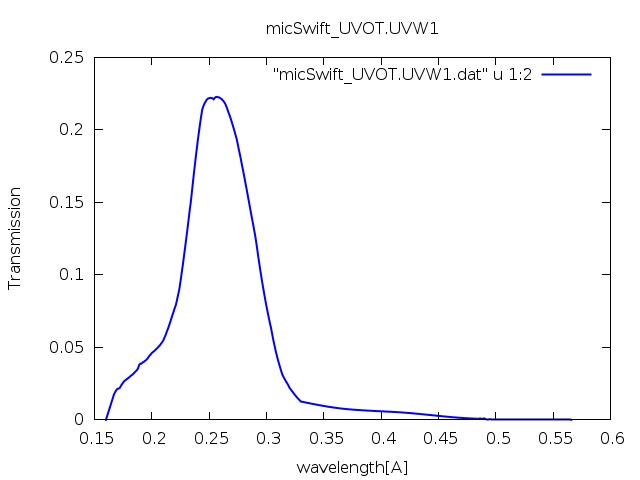 micSwift_UVOT.UVW1
"micSwift_UVOT.UVW1.dat" u 1:2
0.25
0.2
0.15
0.1
0.05
0
Transmission
0.15 0.2 0.25 0.3 0.35 0.4 0.45 0.5 0.55 0.6
wavelength[A]